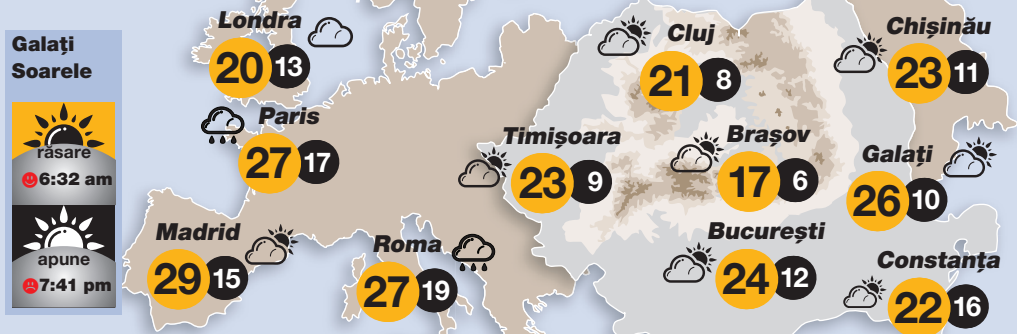 Galați
Soarele
răsare
6:32 am
apune
7:41 pm
Londra
20 13
Paris
27 17
Madrid
29 15
Roma
27 19
Timișoara
23 9
Cluj
21 8
Brașov
17 6
București
24 12
Chișinău
23 11
Galați
26 10
Constanța
22 16